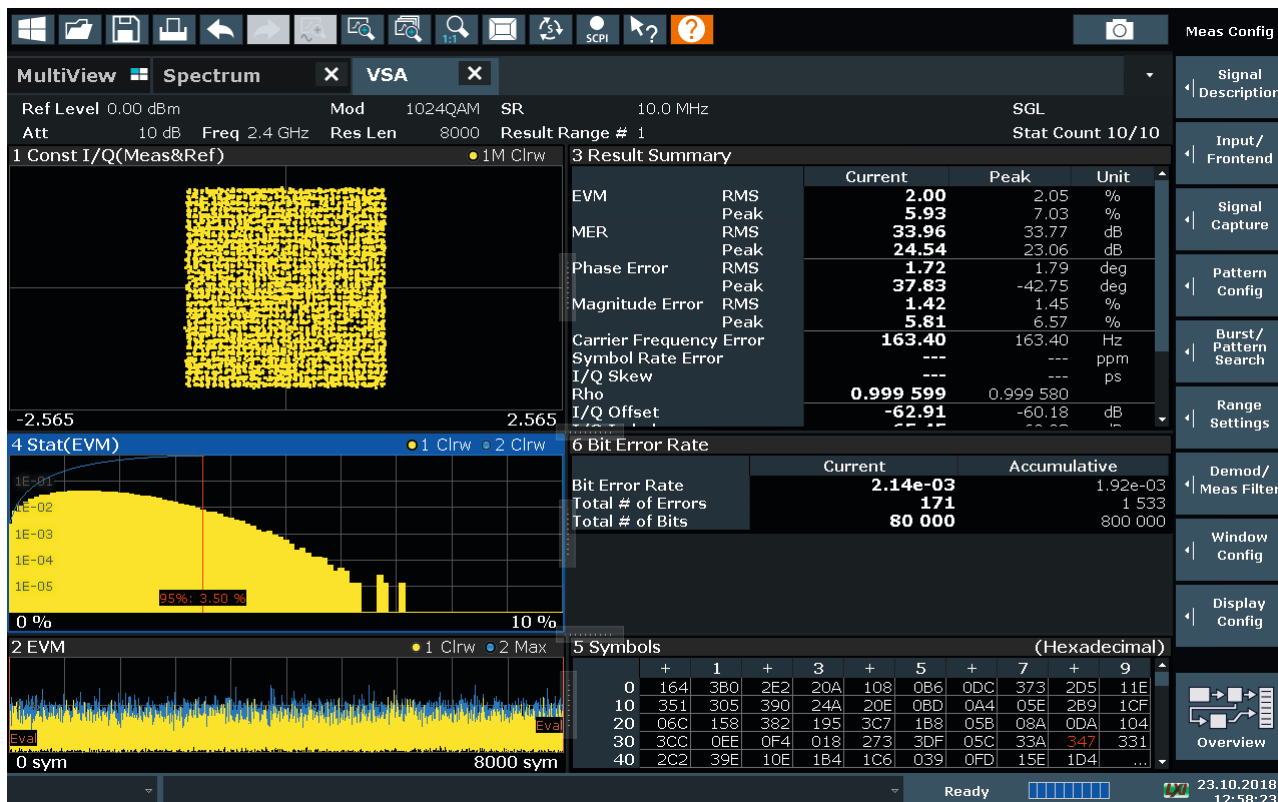 1:1
SCPI
?
?
Meas Config
MultiView Spectrum X VSA X
Ref Level 0.00 dBm Mod 1024QAM SR 10.0 MHz SGL
Att 10 dB Freq 2.4 GHz Res Len 8000 Result Range # 1 Stat Count 10/10
1 Const I/Q(Meas&Ref) 1M Clrw
-2.565 2.565
3 Result Summary
Current Peak Unit
EVM RMS 2.00 2.05 %
Peak 5.93 7.03 %
MER RMS 33.96 33.77 dB
Peak 24.54 23.06 dB
Phase Error RMS 1.72 1.79 deg
Peak 37.83 -42.75 deg
Magnitude Error RMS 1.42 1.45 %
Peak 5.81 6.57 %
Carrier Frequency Error 163.40 163.40 Hz
Symbol Rate Error --- --- ppm
I/Q Skew --- --- ps
Rho 0.999 599 0.999 580
I/Q Offset -62.91 -60.18 dB
4 Stat(EVM) 1 Clrw 2 Clrw
1E-01
1E-02
1E-03
1E-04
1E-05
95%: 3.50 %
0 % 10 %
6 Bit Error Rate
Current Accumulative
Bit Error Rate 2.14e-03 1.92e-03
Total # of Errors 171 1 533
Total # of Bits 80 000 800 000
2 EVM 1 Clrw 2 Max
Eval
Eval
0 sym 8000 sym
5 Symbols (Hexadecimal)
+ 1 + 3 + 5 + 7 + 9
0 164 3B0 2E2 20A 108 0B6 0DC 373 2D5 11E
10 351 305 390 24A 20E 0BD 0A4 05E 2B9 1CF
20 06C 158 382 195 3C7 1B8 05B 08A 0DA 104
30 3CC 0EE 0F4 018 273 3DF 05C 33A 347 331
40 2C2 39E 10E 1B4 1C6 039 0FD 15E 1D4 ...
Signal
Description
Input/
Frontend
Signal
Capture
Pattern
Config
Burst/
Pattern
Search
Range
Settings
Demod/
Meas Filter
Window
Config
Display
Config
Overview
Ready
LXI
23.10.2018
12:58:23